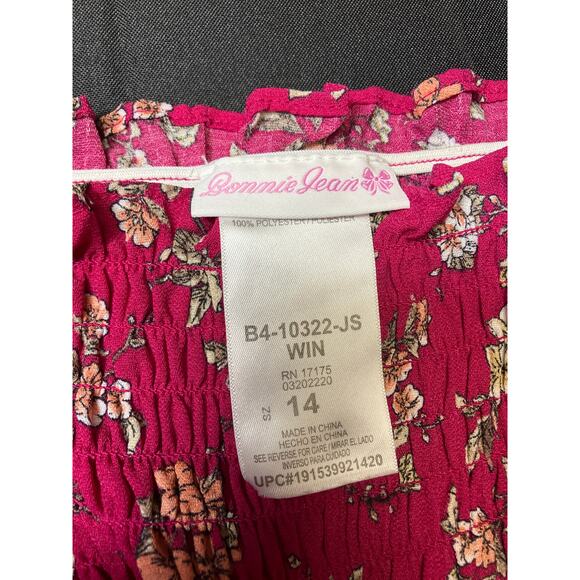 Bonnie Jean
100% POLYESTER/POLIESTER
B4-10322-JS
WIN
RN 17175
03202220
SZ 14
MADE IN CHINA
HECHO EN CHINA
SEE REVERSE FOR CARE / MIRAR EL LADO
INVERSO PARA CUIDADO
UPC#191539921420